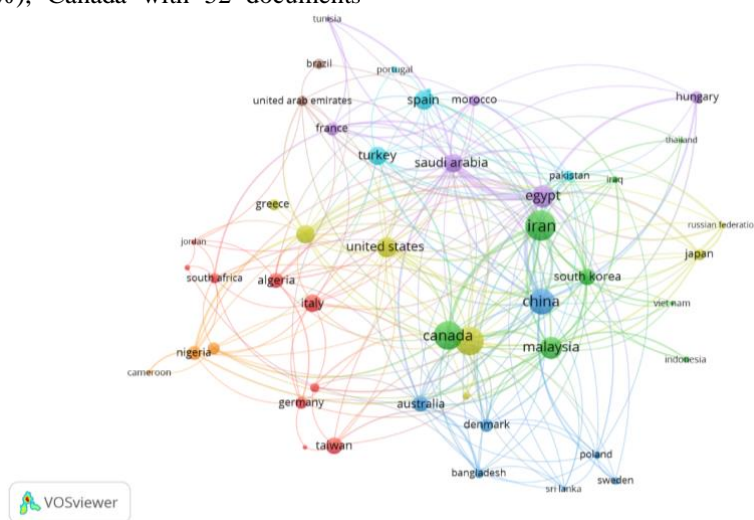 Canada with 32 documents
tunisia
brazil
portugal
united arab emirates
spain
morocco
hungary
france
thailand
turkey
saudi arabia
pakistan
iraq
egypt
greece
iran
russian federatio
jordan
united states
japan
south africa
algeria
south korea
italy
china
viet nam
canada
malaysia
nigeria
indonesia
cameroon
germany
australia
denmark
taiwan
poland
bangladesh
sweden
sri lanka
VOSviewer